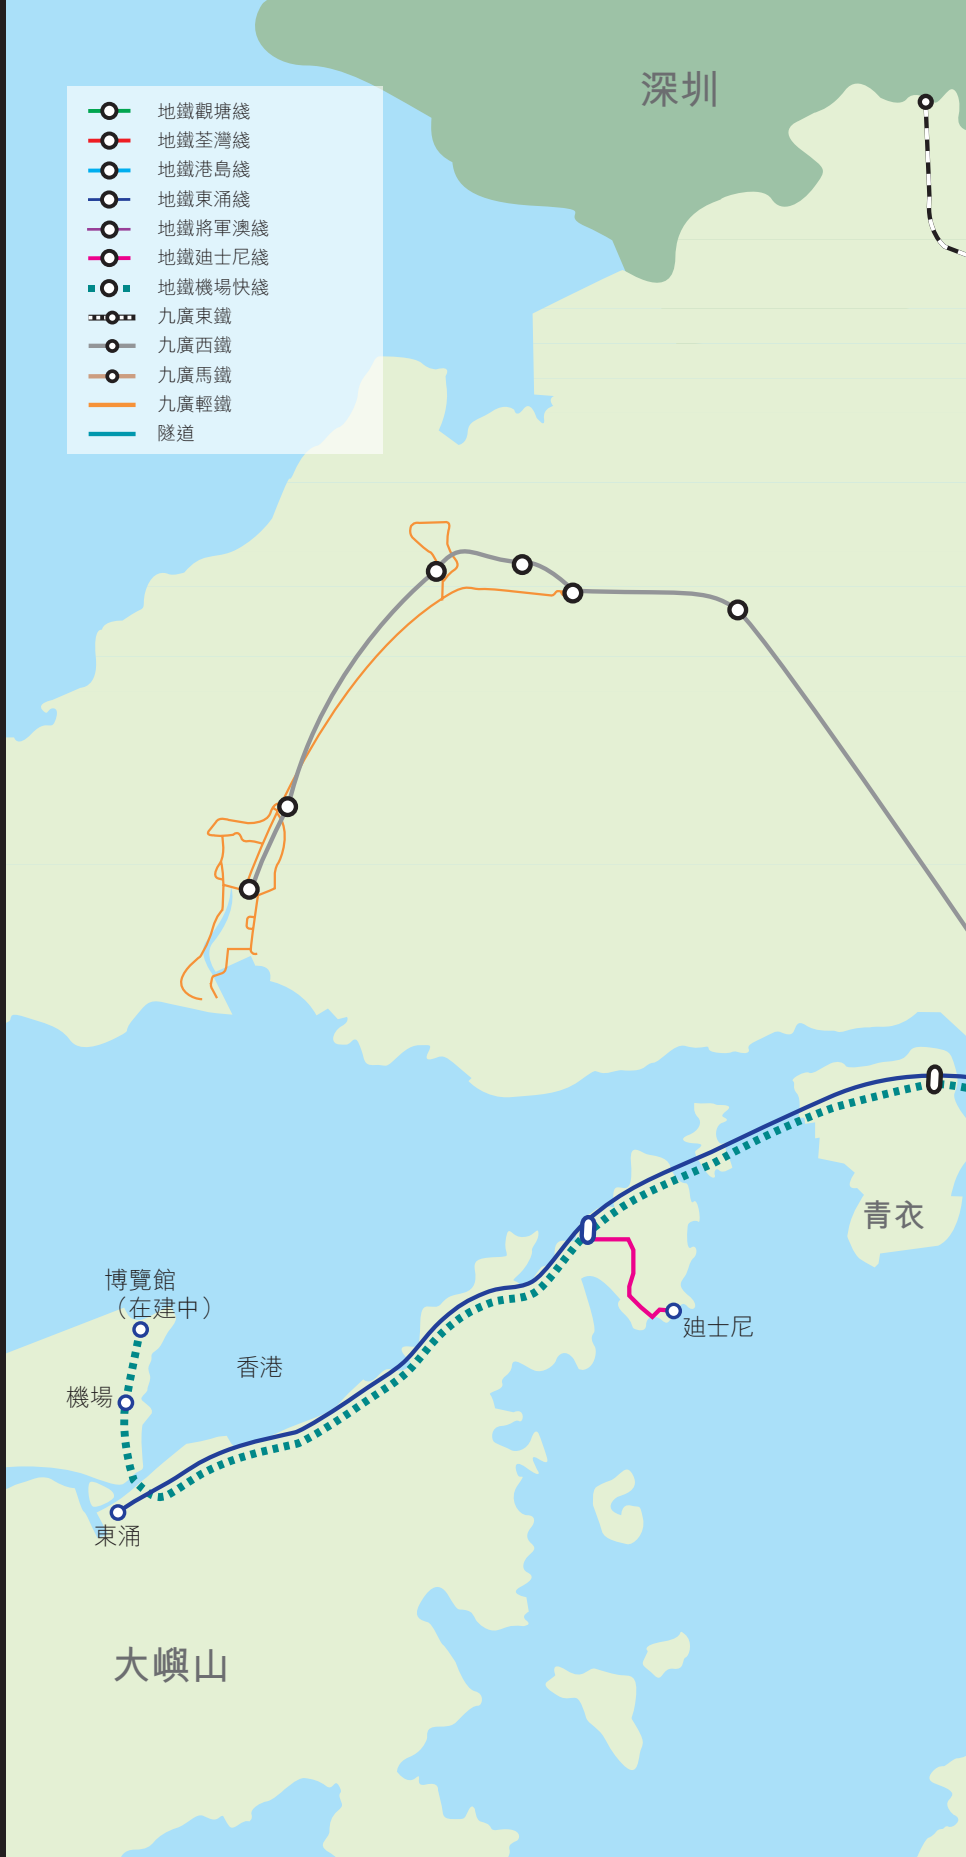 深圳
地鐵觀塘綫
地鐵荃灣綫
地鐵港島綫
地鐵東涌綫
地鐵將軍澳綫
地鐵廸士尼綫
地鐵機場快綫
九廣東鐵
九廣西鐵
九廣馬鐵
九廣輕鐵
隧道
青衣
博覽館
（在建中）
廸士尼
香港
機場
東涌
大嶼山